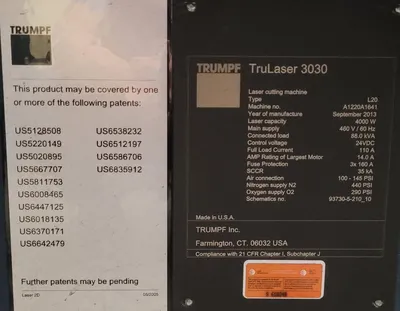 TRUMPF
This product may be covered by one
or more of the following patents:
US5128508 US6538232
US5220149 US6512197
US5020895 US6586706
US5667707 US6835912
US5811753
US6008465
US6447125
US6018135
US6370171
US6642479
Further patents may be pending
Laser 2D
TRUMPF
TruLaser 3030
Laser cutting machine
Type L20
Machine no. A1220A1641
Year of manufacture September 2013
Laser capacity 4000 W
Main supply 460 V / 60 Hz
Connected load 66.0 kVA
Control voltage 24VDC
Full Load Current 110 A
AMP Rating of Largest Motor 14.0 A
Fuse Protection 3x 160 A
SCCR 35 kA
Air connection 100 - 145 PSI
Nitrogen supply N2 440 PSI
Oxygen supply O2 290 PSI
Schematics no: 93730-5-210_10
Made in U.S.A.
TRUMPF Inc.
Farmington, CT. 06032 USA
Compliance with 21 CFR Chapter I, Subchapter J